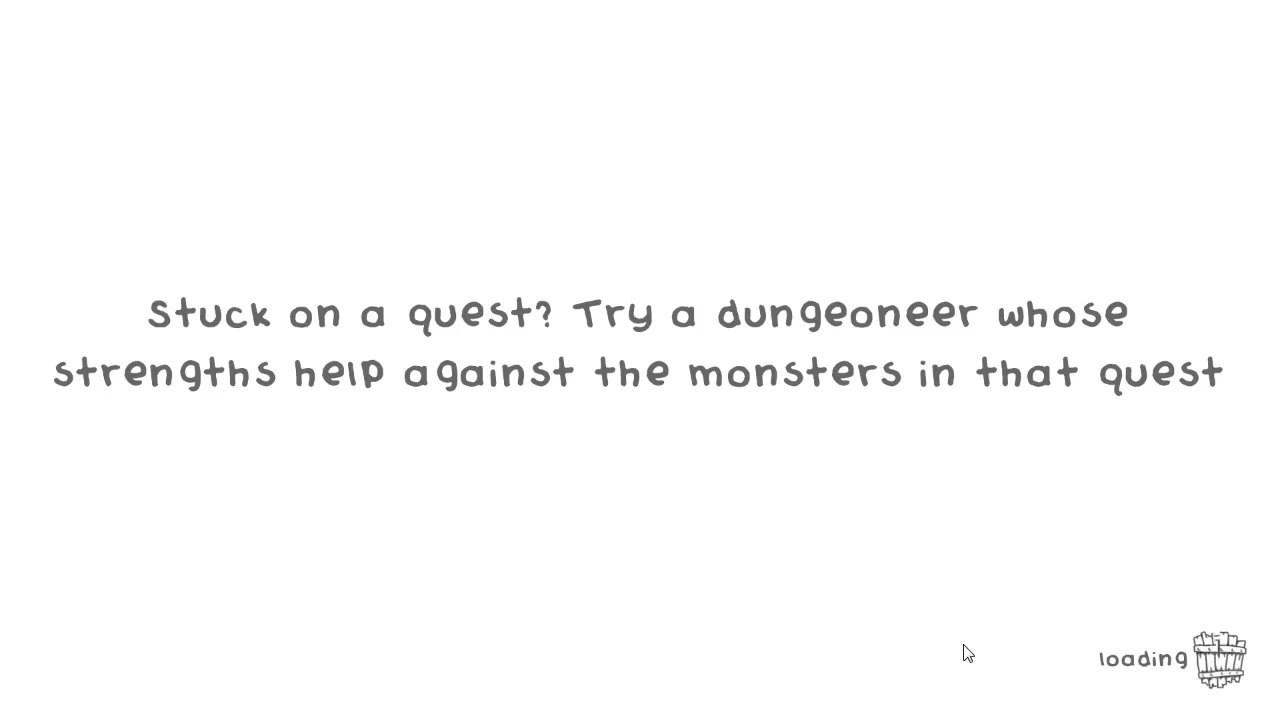 Stuck on a quest? Try a dungeoneer whose
strengths help against the monsters in that quest
loading